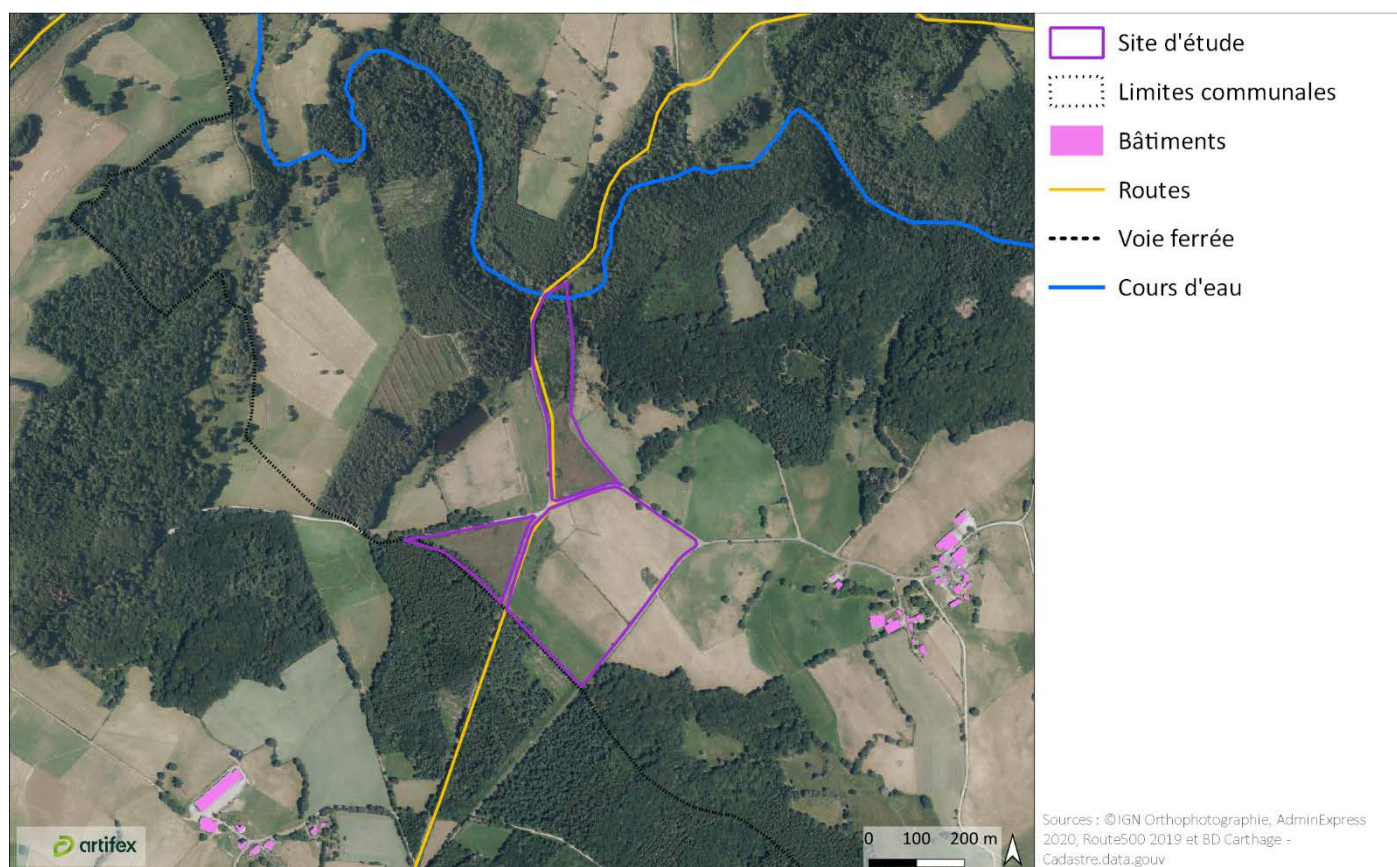 Site d'étude
Limites communales
Bâtiments
Routes
Voie ferrée
Cours d'eau
artifex
0 100 200 m
Sources : ©IGN Orthophotographie, AdminExpress
2020, Route500 2019 et BD Carthage -
Cadastre.data.gouv